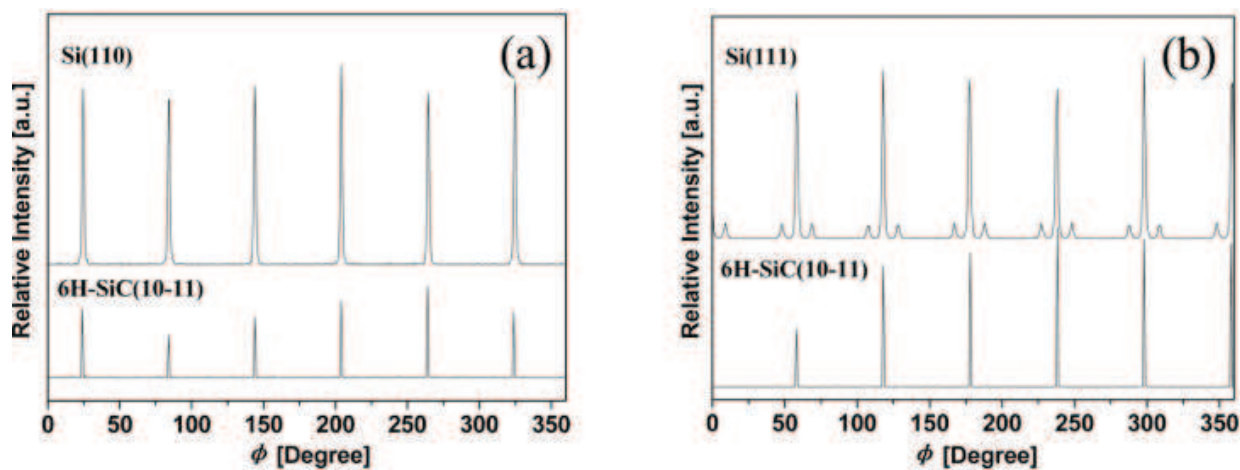 (a)
Si(110)
6H-SiC(10-11)
Relative Intensity [a.u.]
0 50 100 150 200 250 300 350
ϕ [Degree]
(b)
Si(111)
6H-SiC(10-11)
Relative Intensity [a.u.]
0 50 100 150 200 250 300 350
ϕ [Degree]